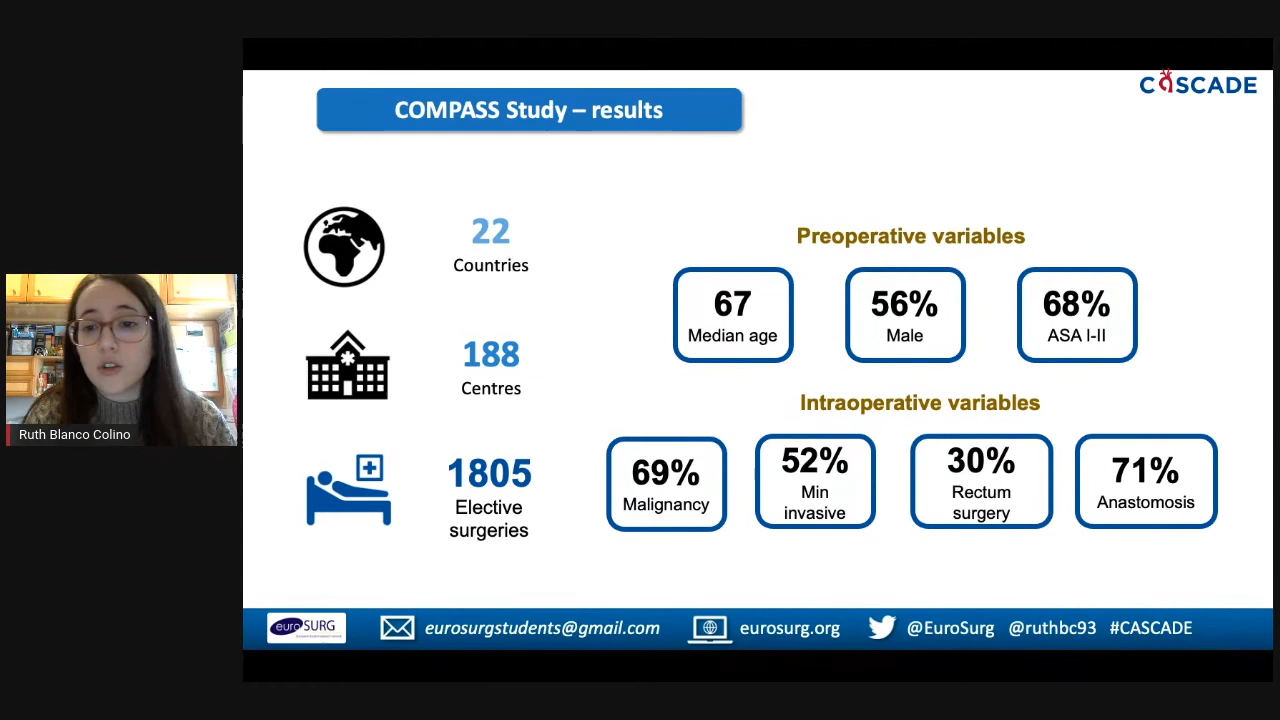 CASCADE
COMPASS Study – results
22
Countries
188
Centres
1805
Elective
surgeries
Preoperative variables
67
Median age
56%
Male
68%
ASA I-II
Intraoperative variables
69%
Malignancy
52%
Min
invasive
30%
Rectum
surgery
71%
Anastomosis
Ruth Blanco Colino
euroSURG
eurosurgstudents@gmail.com
eurosurg.org
@EuroSurg @ruthbc93 #CASCADE